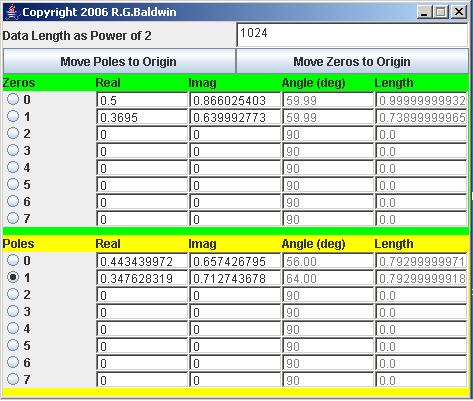 Copyright 2006 R.G.Baldwin
Data Length as Power of 2 1024
Move Poles to Origin Move Zeros to Origin
Zeros Real Imag Angle (deg) Length
0 0.5 0.866025403 59.99 0.99999999932
1 0.3695 0.639992773 59.99 0.73899999965
2 0 0 90 0.0
3 0 0 90 0.0
4 0 0 90 0.0
5 0 0 90 0.0
6 0 0 90 0.0
7 0 0 90 0.0
Poles Real Imag Angle (deg) Length
0 0.443439972 0.657426795 56.00 0.79299999971
1 0.347628319 0.712743678 64.00 0.79299999918
2 0 0 90 0.0
3 0 0 90 0.0
4 0 0 90 0.0
5 0 0 90 0.0
6 0 0 90 0.0
7 0 0 90 0.0